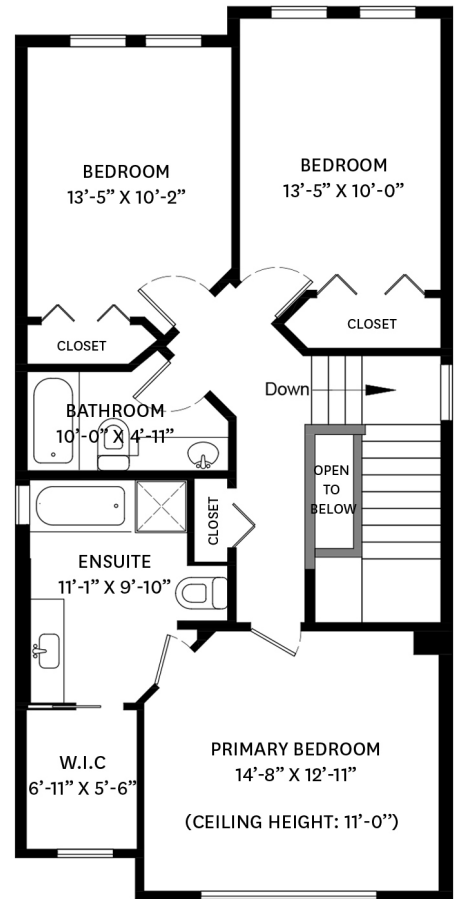 BEDROOM
13’-5” X 10’-2”
BEDROOM
13’-5” X 10’-0”
CLOSET
CLOSET
Down
BATHROOM
10’-0” X 4’-11”
OPEN
TO
BELOW
CLOSET
ENSUITE
11’-1” X 9’-10”
W.I.C
6’-11” X 5’-6”
PRIMARY BEDROOM
14’-8” X 12’-11”
(CEILING HEIGHT: 11’-0’’)